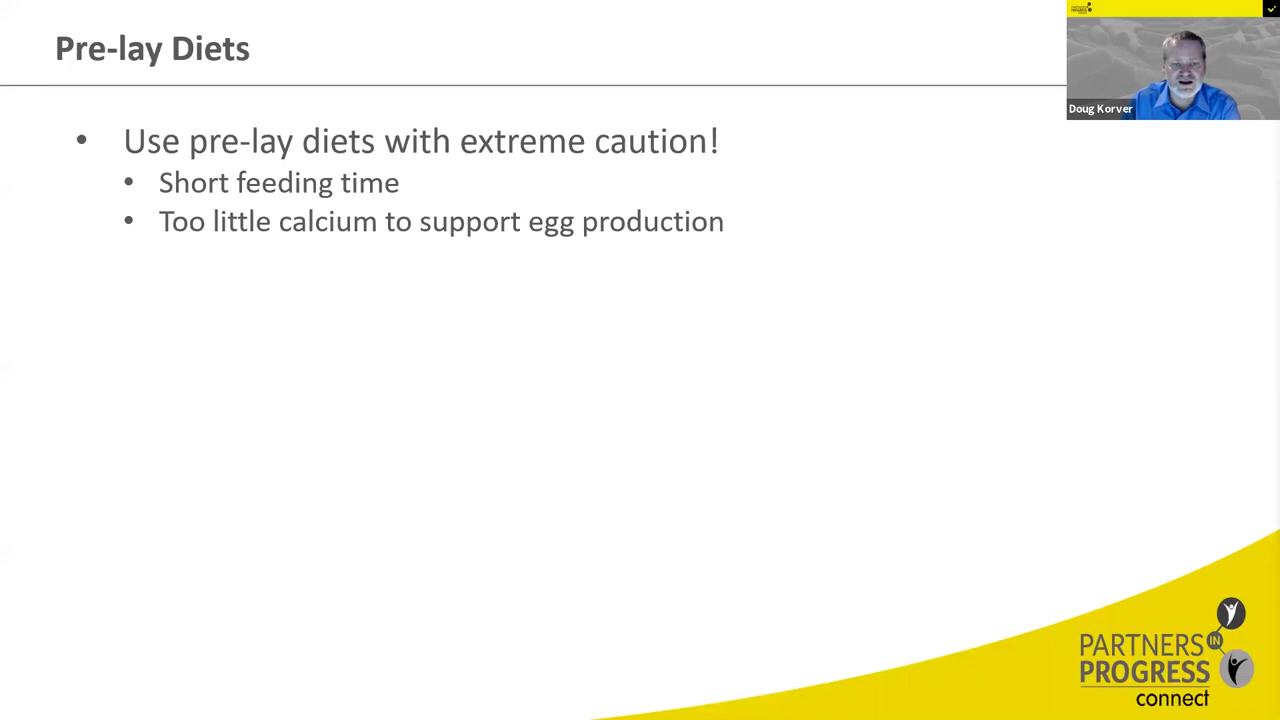 Pre-lay Diets
Doug Korver
• Use pre-lay diets with extreme caution!
• Short feeding time
• Too little calcium to support egg production
PARTNERS
IN
PROGRESS
connect